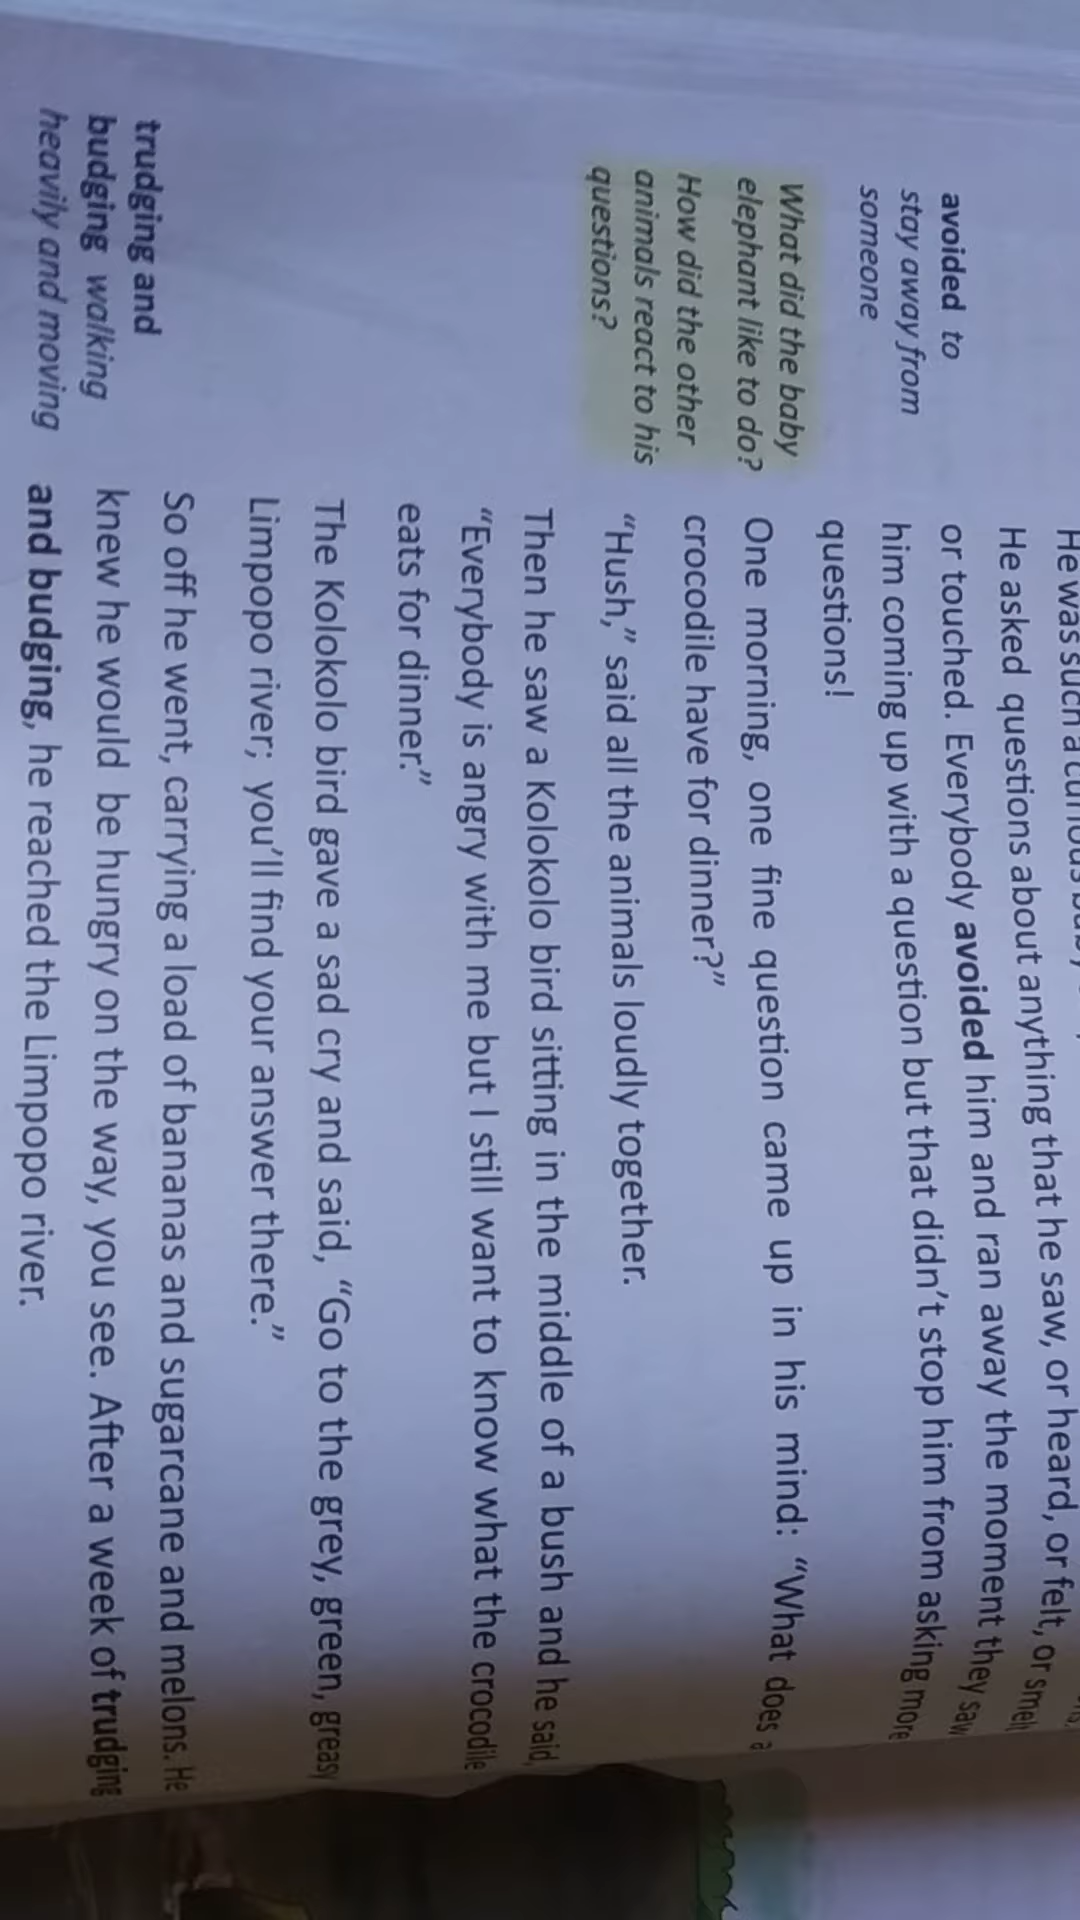 He was such a curious
He asked questions about anything that he saw, or heard, or felt, or smelt
or touched. Everybody avoided him and ran away the moment they saw
him coming up with a question but that didn't stop him from asking more
questions!
avoided to
stay away from
someone
One morning, one fine question came up in his mind: “What does a
crocodile have for dinner?”
What did the baby
elephant like to do?
How did the other
animals react to his
questions?
“Hush,” said all the animals loudly together.
Then he saw a Kolokolo bird sitting in the middle of a bush and he said,
“Everybody is angry with me but I still want to know what the crocodile
eats for dinner.”
The Kolokolo bird gave a sad cry and said, “Go to the grey, green, greasy
Limpopo river; you'll find your answer there.”
So off he went, carrying a load of bananas and sugarcane and melons. He
knew he would be hungry on the way, you see. After a week of trudging
and budging, he reached the Limpopo river.
trudging and
budging walking
heavily and moving